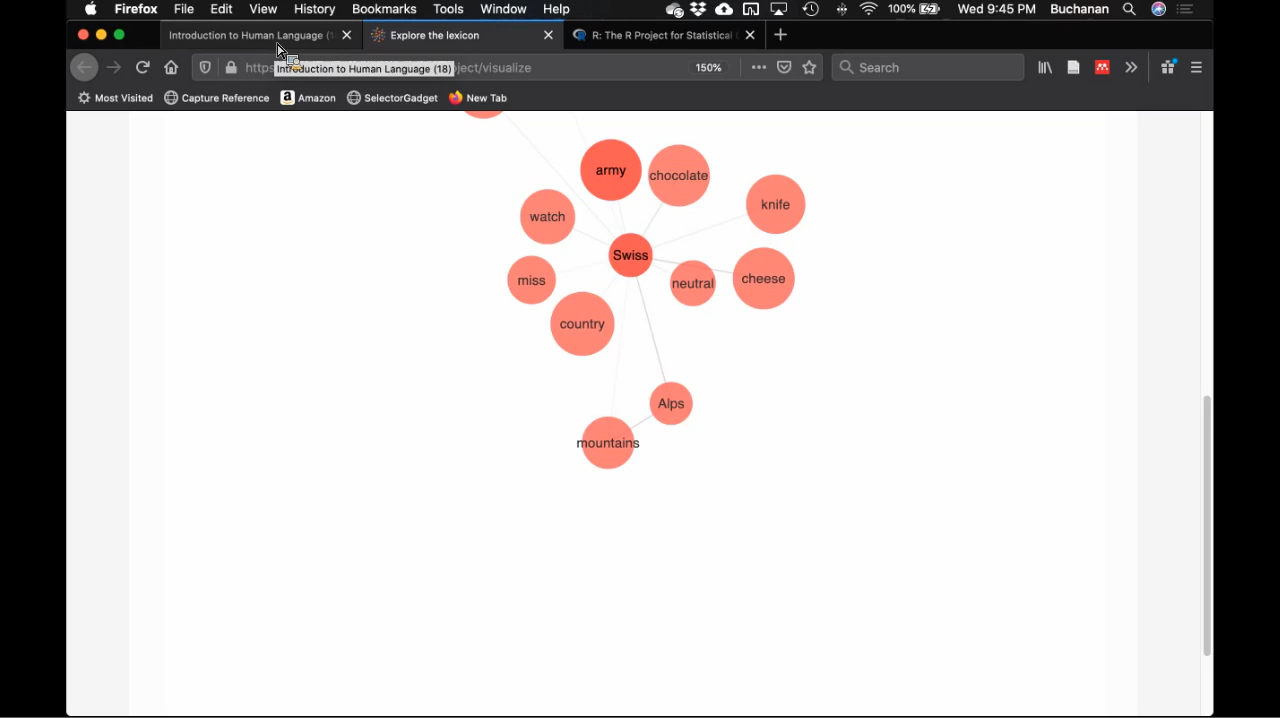 Firefox File Edit View History Bookmarks Tools Window Help 100% Wed 9:45 PM Buchanan
Introduction to Human Language (1 Explore the lexicon R: The R Project for Statistical
https Introduction to Human Language (18) ject/visualize 150% Search
Most Visited Capture Reference Amazon SelectorGadget New Tab
army
chocolate
knife
watch
Swiss
miss
neutral
cheese
country
Alps
mountains